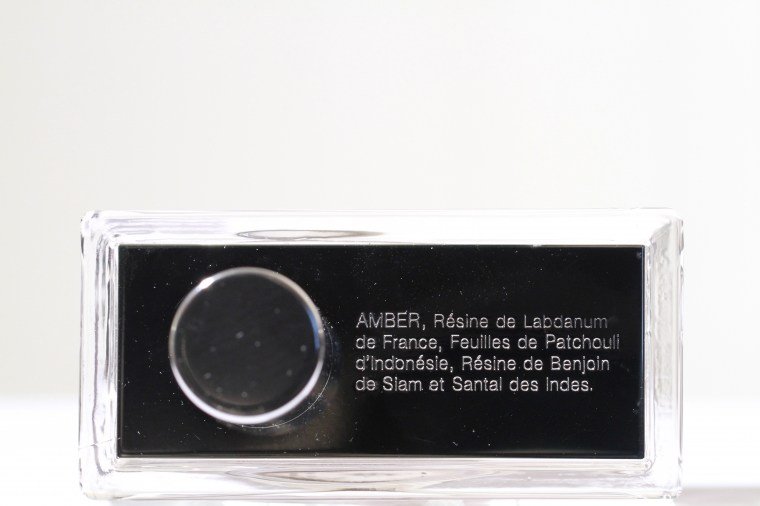 AMBER, Résine de Labdanum
de France, Feuilles de Patchouli
d'Indonésie, Résine de Benjoin
de Siam et Santal des Indes.